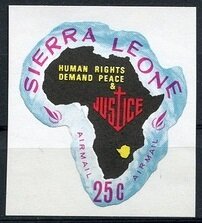 SIERRA LEONE
HUMAN RIGHTS
DEMAND PEACE
&
JUSTICE
AIRMAIL
AIRMAIL
25c